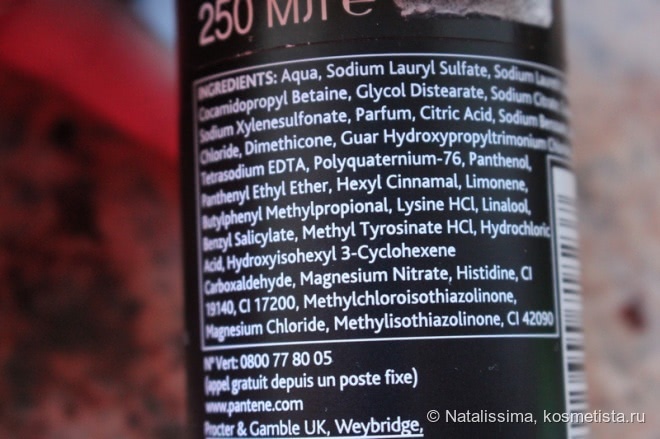 250 МЛ e
INGREDIENTS: Aqua, Sodium Lauryl Sulfate, Sodium
Cocamidopropyl Betaine, Glycol Distearate, Sodium
Sodium Xylenesulfonate, Parfum, Citric Acid, Sodium
Chloride, Dimethicone, Guar Hydroxypropyltrimonium
Tetrasodium EDTA, Polyquaternium-76, Panthenol,
Panthenyl Ethyl Ether, Hexyl Cinnamal, Limonene,
Butylphenyl Methylpropional, Lysine HCl, Linalool,
Benzyl Salicylate, Methyl Tyrosinate HCl, Hydrochloric
Acid, Hydroxyisohexyl 3-Cyclohexene
Carboxaldehyde, Magnesium Nitrate, Histidine, CI
19140, CI 17200, Methylchloroisothiazolinone,
Magnesium Chloride, Methylisothiazolinone, CI 42090
N° Vert: 0800 77 80 05
(appel gratuit depuis un poste fixe)
www.pantene.com
Procter & Gamble UK, Weybridge,
© Natalissima, kosmetista.ru